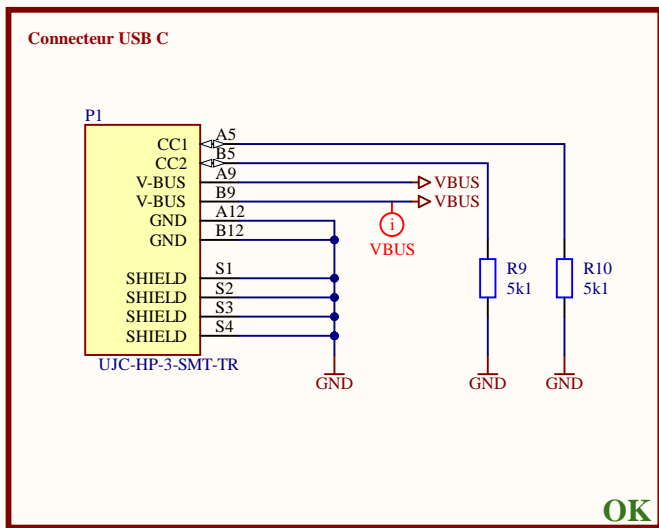 Connecteur USB C
P1
CC1 A5
CC2 B5
V-BUS A9 VBUS
V-BUS B9 VBUS
GND A12
GND B12
i
VBUS
SHIELD S1
SHIELD S2
SHIELD S3
SHIELD S4
R9
5k1
R10
5k1
UJC-HP-3-SMT-TR
GND
GND
GND
OK